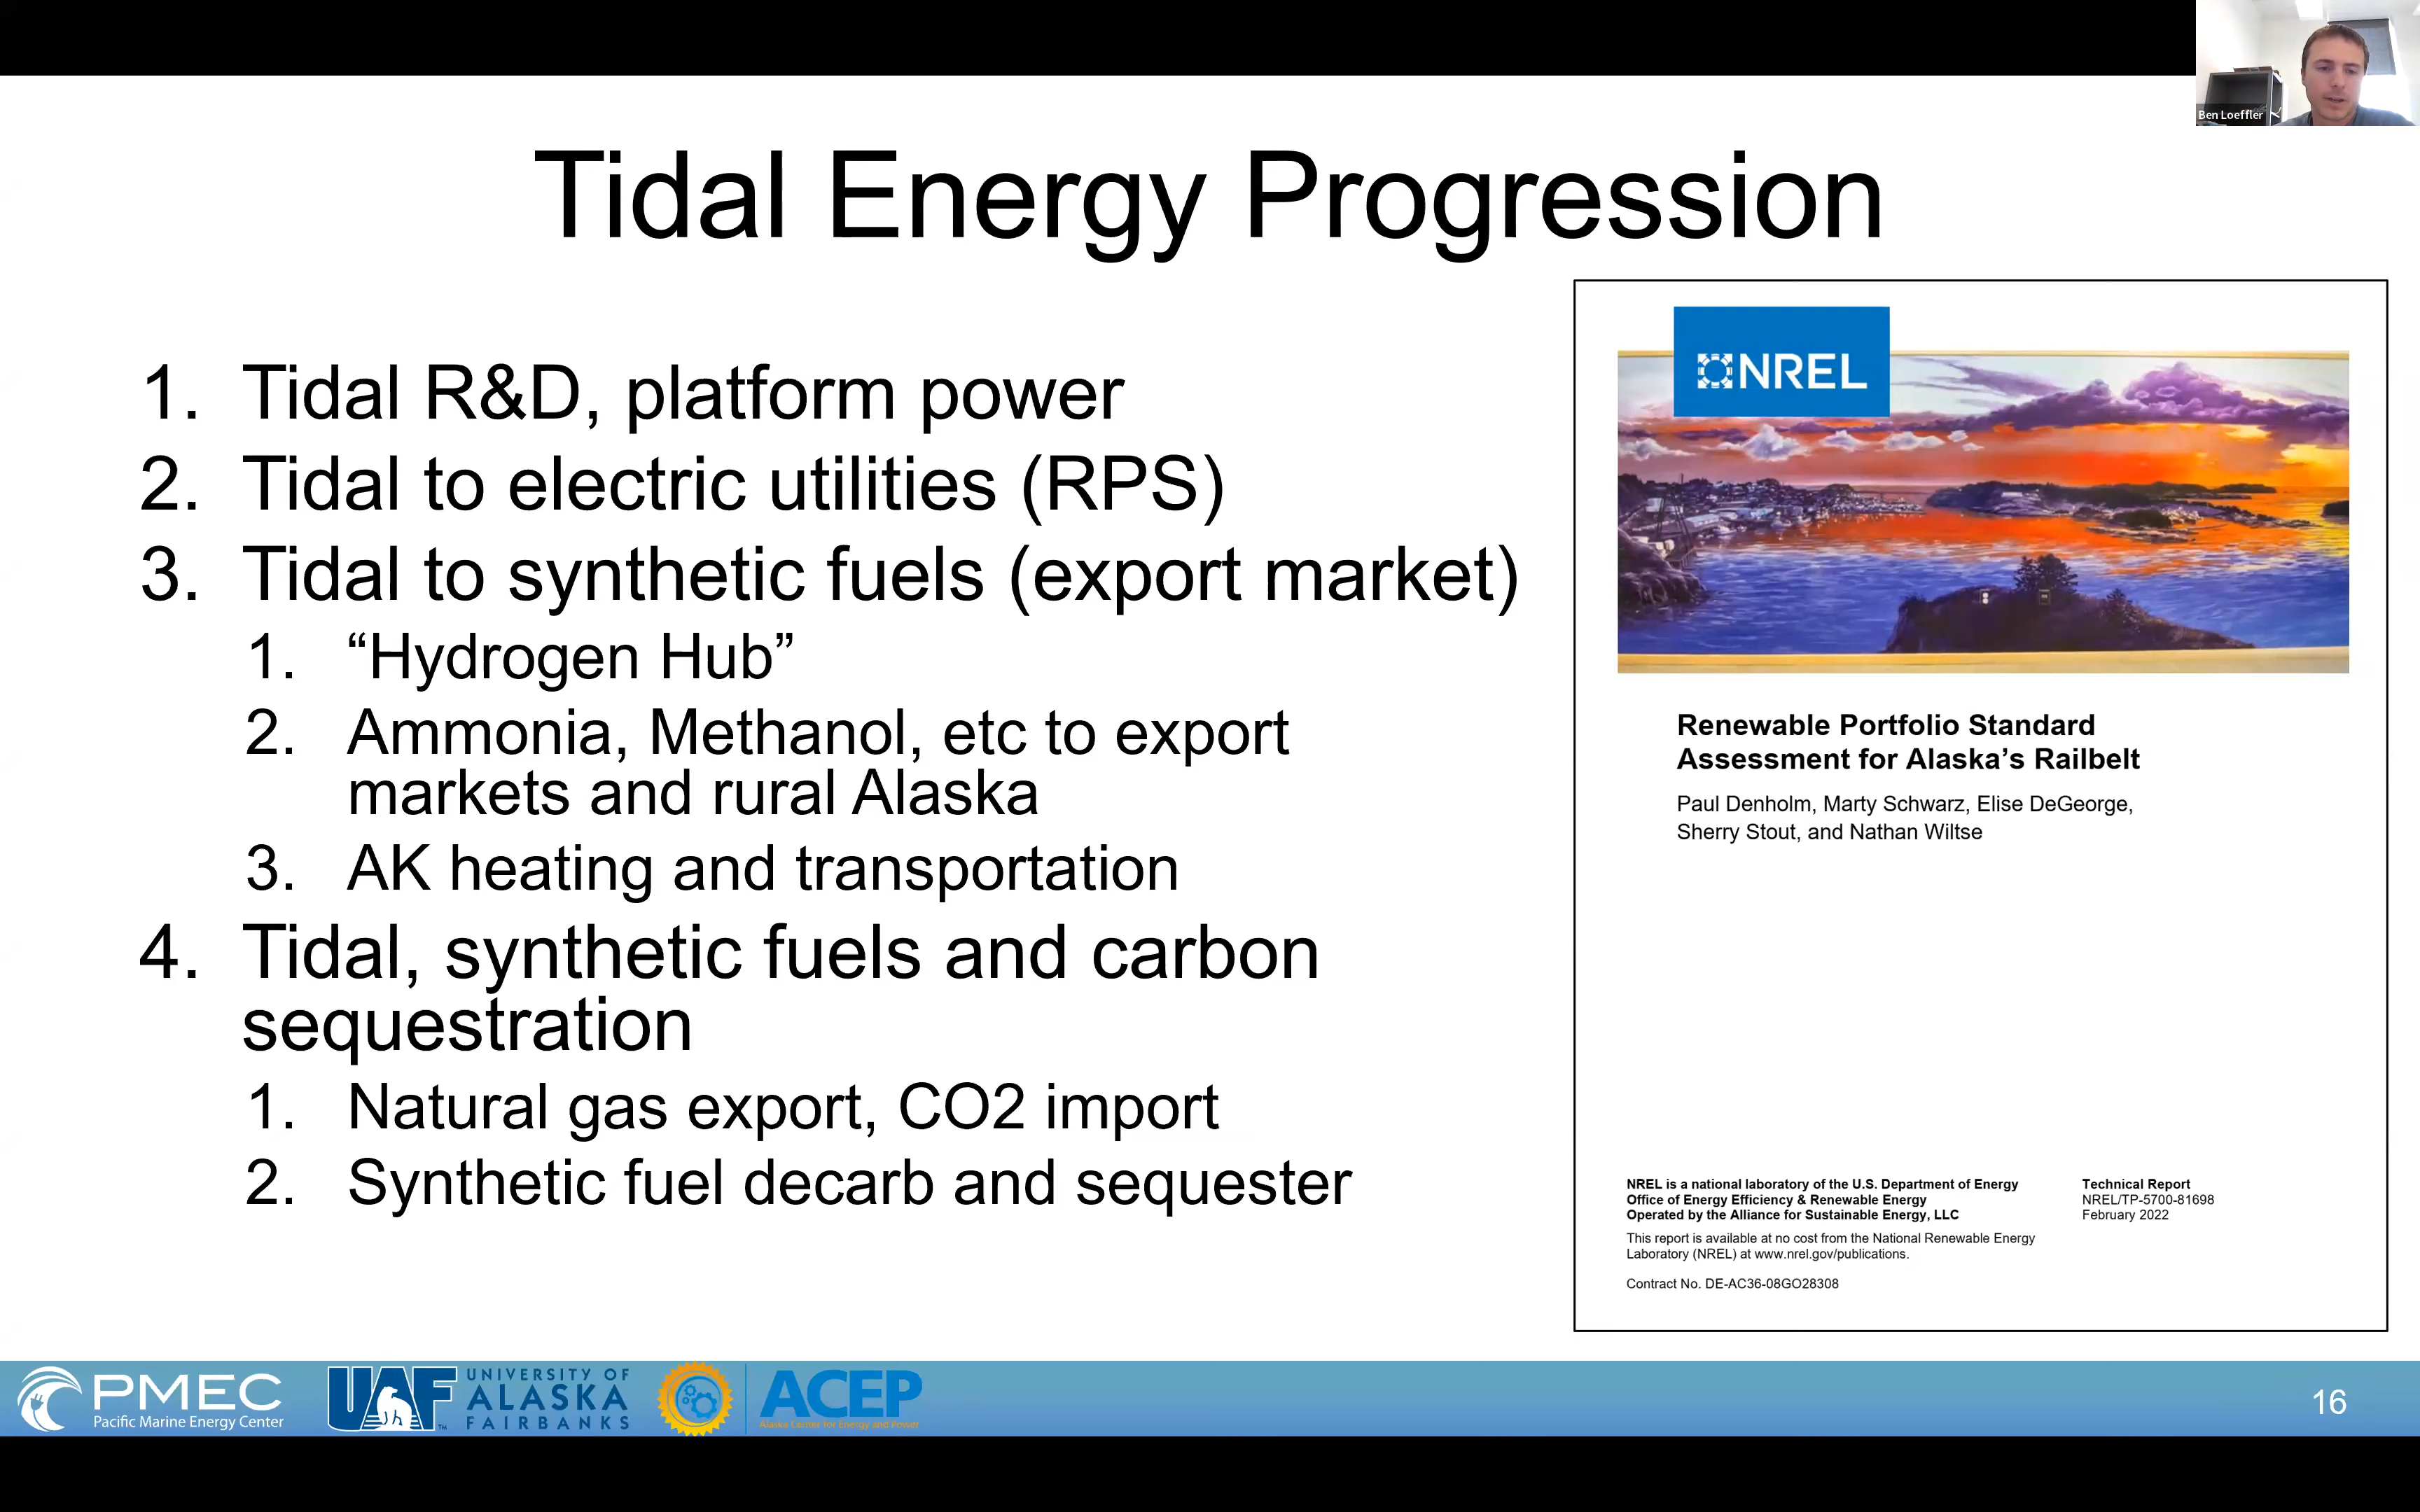 Ben Loeffler
Tidal Energy Progression
1. Tidal R&D, platform power
2. Tidal to electric utilities (RPS)
3. Tidal to synthetic fuels (export market)
1. “Hydrogen Hub”
2. Ammonia, Methanol, etc to export
markets and rural Alaska
3. AK heating and transportation
4. Tidal, synthetic fuels and carbon
sequestration
1. Natural gas export, CO2 import
2. Synthetic fuel decarb and sequester
NREL
Renewable Portfolio Standard
Assessment for Alaska’s Railbelt
Paul Denholm, Marty Schwarz, Elise DeGeorge,
Sherry Stout, and Nathan Wiltse
NREL is a national laboratory of the U.S. Department of Energy
Office of Energy Efficiency & Renewable Energy
Operated by the Alliance for Sustainable Energy, LLC
This report is available at no cost from the National Renewable Energy
Laboratory (NREL) at www.nrel.gov/publications.
Contract No. DE-AC36-08GO28308
Technical Report
NREL/TP-5700-81698
February 2022
PMEC
Pacific Marine Energy Center
UAF
TM
UNIVERSITY OF
ALASKA
FAIRBANKS
ACEP
Alaska Center for Energy and Power
16